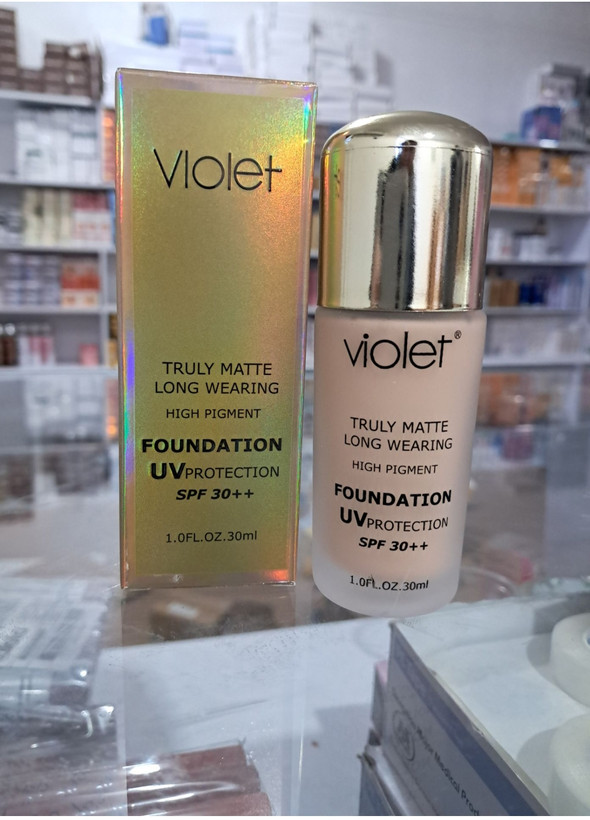 Violet
TRULY MATTE
LONG WEARING
HIGH PIGMENT
FOUNDATION
UVPROTECTION
SPF 30++
1.0FL.OZ.30ml
violet®
TRULY MATTE
LONG WEARING
HIGH PIGMENT
FOUNDATION
UVPROTECTION
SPF 30++
1.0FL.OZ.30ml
Medical